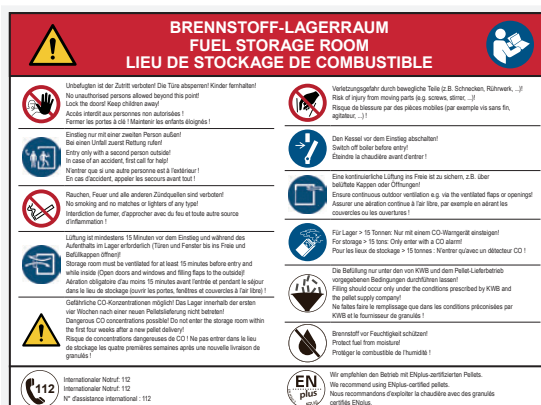 BRENNSTOFF-LAGERRAUM
FUEL STORAGE ROOM
LIEU DE STOCKAGE DE COMBUSTIBLE
Unbefugten ist der Zutritt verboten! Die Türe absperren! Kinder fernhalten!
No unauthorised persons allowed beyond this point!
Lock the doors! Keep children away!
Accès interdit aux personnes non autorisées !
Fermer les portes à clé ! Maintenir les enfants éloignés !
Einstieg nur mit einer zweiten Person außen!
Bei einen Unfall zuerst Rettung rufen!
Entry only with a second person outside!
In case of an accident, first call for help!
N'entrer que si une autre personne est à l'extérieur !
En cas d'accident, appeler les secours avant tout !
Rauchen, Feuer und alle anderen Zündquellen sind verboten!
No smoking and no matches or lighters of any type!
Interdiction de fumer, d'approcher du feu et toute autre source
d'inflammation !
Lüftung ist mindestens 15 Minuten vor dem Einstieg und während des
Aufenthalts im Lager erforderlich (Türen und Fenster bis ins Freie und
Befüllkappen öffnen)!
Storage room must be ventilated for at least 15 minutes before entry and
while inside (Open doors and windows and filling flaps to the outside)!
Aération obligatoire d'au moins 15 minutes avant l'entrée et pendant le séjour
dans le lieu de stockage (ouvrir les portes, fenêtres et couvercles à l'air libre) !
Gefährliche CO-Konzentrationen möglich! Das Lager innerhalb der ersten
vier Wochen nach einer neuen Pelletslieferung nicht betreten!
Dangerous CO concentrations possible! Do not enter the storage room within
the first four weeks after a new pellet delivery!
Risque de concentrations dangereuses de CO ! Ne pas entrer dans le lieu
de stockage les quatre premières semaines après une nouvelle livraison de
granulés !
112
Internationaler Notruf: 112
Internationaler Notruf: 112
N° d'assistance international : 112
Verletzungsgefahr durch bewegliche Teile (z.B. Schnecken, Rührwerk, ...)!
Risk of injury from moving parts (e.g. screws, stirrer, ...)!
Risque de blessure par des pièces mobiles (par exemple vis sans fin,
agitateur, ...) !
Den Kessel vor dem Einstieg abschalten!
Switch off boiler before entry!
Éteindre la chaudière avant d'entrer !
Eine kontinuierliche Lüftung ins Freie ist zu sichern, z.B. über
belüftete Kappen oder Öffnungen!
Ensure continuous outdoor ventilation e.g. via the ventilated flaps or openings!
Assurer une aération continue à l'air libre, par exemple en aérant les
couvercles ou les ouvertures !
Für Lager > 15 Tonnen: Nur mit einem CO-Warngerät einsteigen!
For storage > 15 tons: Only enter with a CO alarm!
Pour les lieux de stockage > 15 tonnes : N'entrer qu'avec un détecteur CO !
Die Befüllung nur unter den von KWB und dem Pellet-Lieferbetrieb
vorgegebenen Bedingungen durchführen lassen!
Filling should occur only under the conditions prescribed by KWB and
the pellet supply company!
Ne faites faire le remplissage que dans les conditions préconisées par
KWB et le fournisseur de granulés !
Brennstoff vor Feuchtigkeit schützen!
Protect fuel from moisture!
Protéger le combustible de l'humidité !
EN
plus
Wir empfehlen den Betrieb mit ENplus-zertifizierten Pellets.
We recommend using ENplus-certified pellets.
Nous recommandons d'exploiter la chaudière avec des granulés
certifiés ENplus.